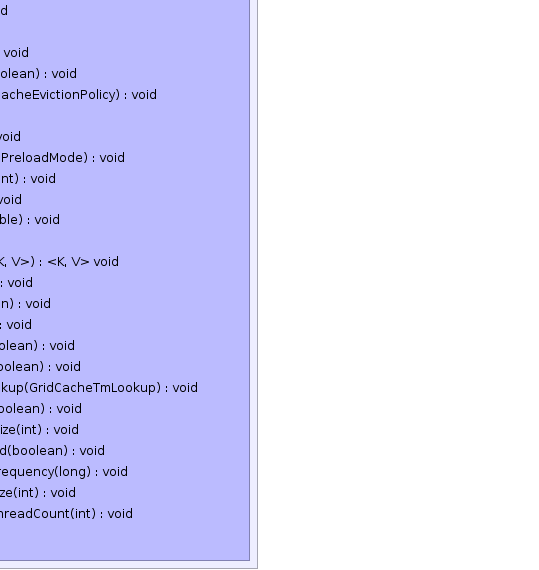 d
void
olean) : void
acheEvictionPolicy) : void
void
PreloadMode) : void
nt) : void
void
ble) : void
K, V>) : <K, V> void
: void
n) : void
: void
olean) : void
oolean) : void
kup(GridCacheTmLookup) : void
oolean) : void
ize(int) : void
d(boolean) : void
requency(long) : void
ze(int) : void
hreadCount(int) : void